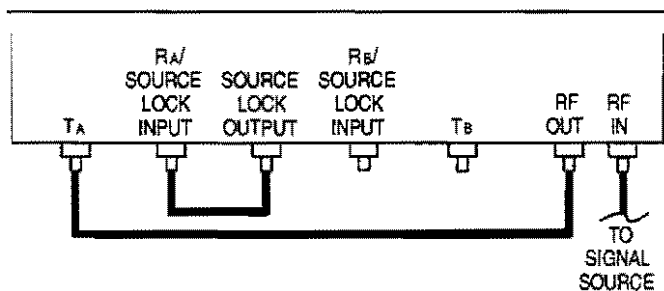 TA
RA/
SOURCE
LOCK
INPUT
SOURCE
LOCK
OUTPUT
RB/
SOURCE
LOCK
INPUT
TB
RF
OUT
RF
IN
TO
SIGNAL
SOURCE